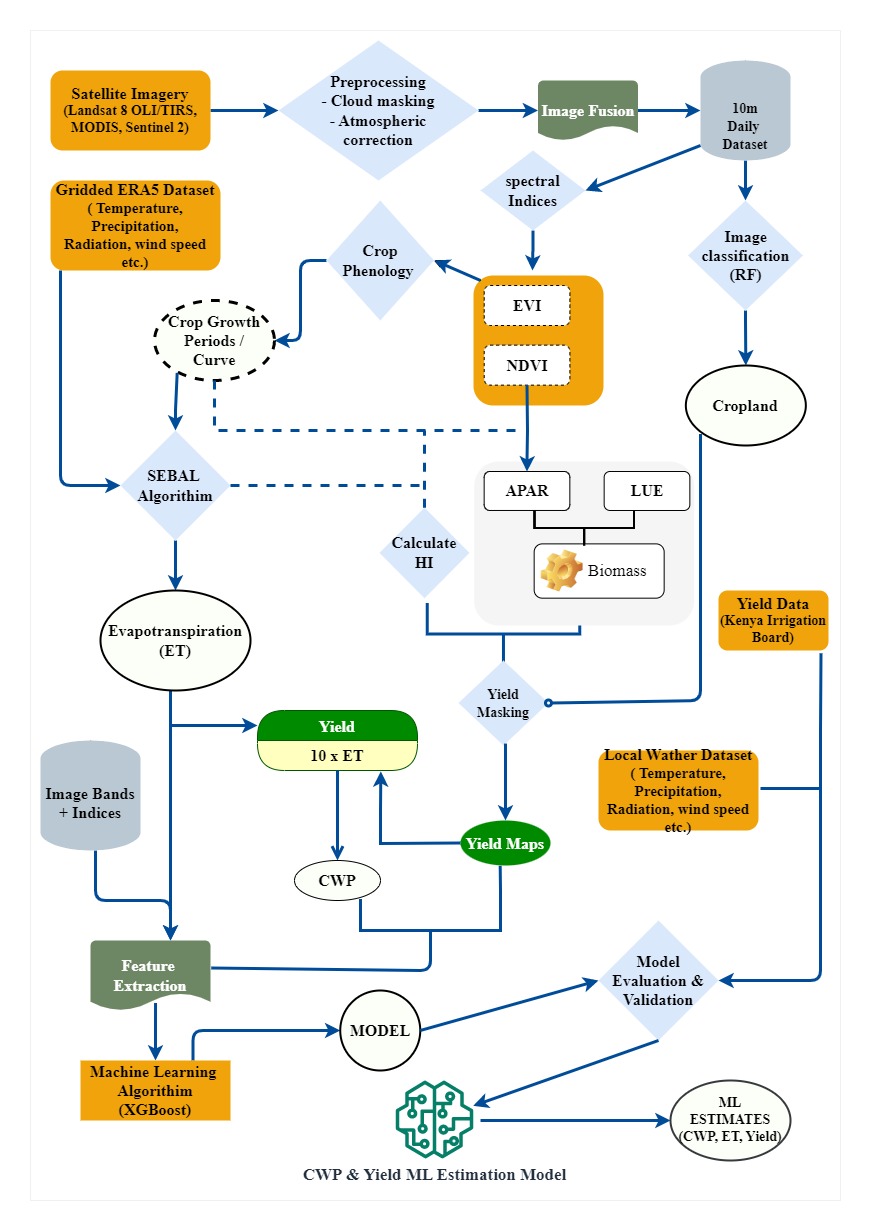 Satellite Imagery
(Landsat 8 OLI/TIRS,
MODIS, Sentinel 2)
Preprocessing
- Cloud masking
- Atmospheric
correction
Image Fusion
10m
Daily
Dataset
Image
classification
(RF)
Cropland
spectral
Indices
EVI
NDVI
Crop
Phenology
Crop Growth
Periods /
Curve
Gridded ERA5 Dataset
( Temperature,
Precipitation,
Radiation, wind speed
etc.)
SEBAL
Algorithim
APAR
LUE
Biomass
Calculate
HI
Evapotranspiration
(ET)
Yield Data
(Kenya Irrigation
Board)
Local Wather Dataset
( Temperature,
Precipitation,
Radiation, wind speed
etc.)
Yield
Masking
Yield Maps
Yield
10 x ET
CWP
Image Bands
+ Indices
Feature
Extraction
Machine Learning
Algorithim
(XGBoost)
MODEL
Model
Evaluation &
Validation
ML
ESTIMATES
(CWP, ET, Yield)
CWP & Yield ML Estimation Model